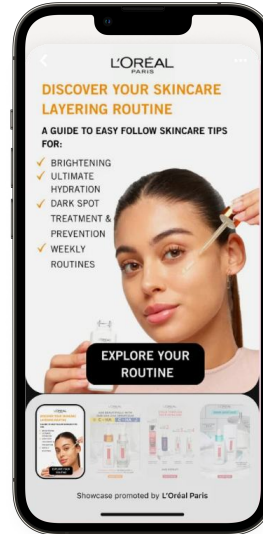 L'ORÉAL
PARIS
DISCOVER YOUR SKINCARE
LAYERING ROUTINE
A GUIDE TO EASY FOLLOW SKINCARE TIPS
FOR:
BRIGHTENING
ULTIMATE
HYDRATION
DARK SPOT
TREATMENT &
PREVENTION
WEEKLY
ROUTINES
EXPLORE YOUR
ROUTINE
Showcase promoted by L'Oréal Paris